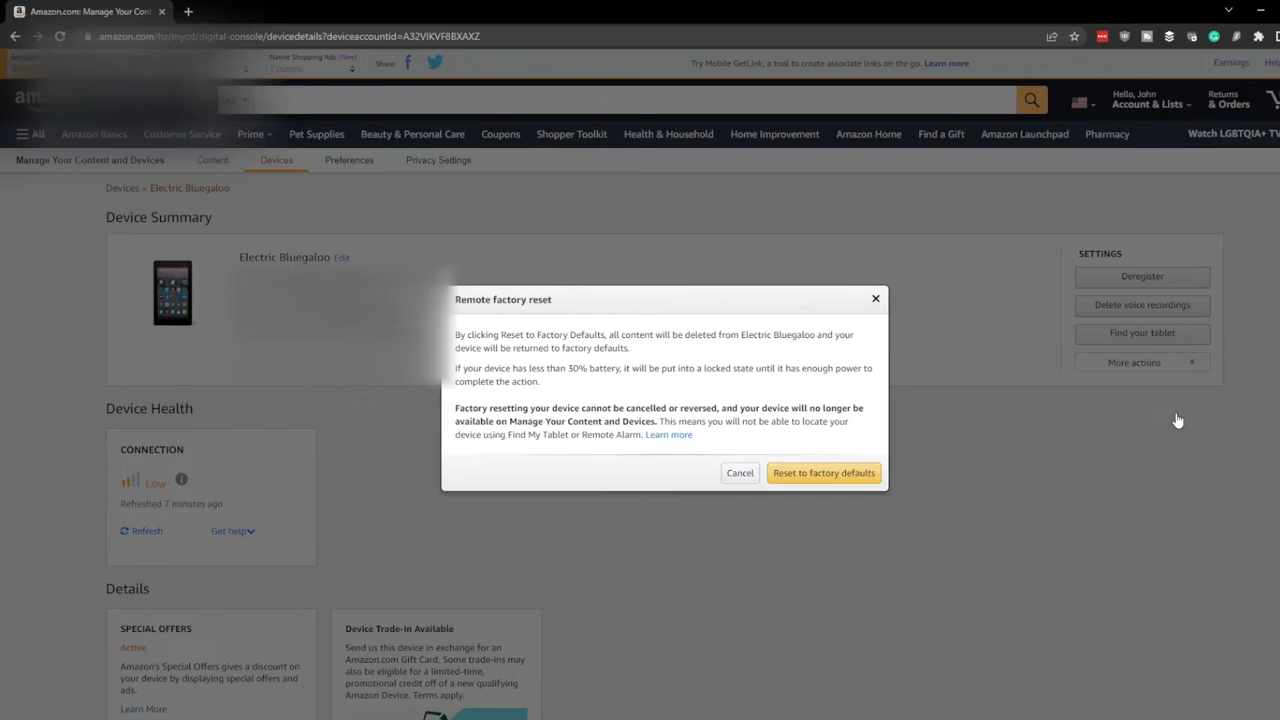 Amazon.com: Manage Your Cont
amazon.com/hz/mycd/digital-console/devicedetails?deviceaccountid=A32VIKVF8BXAXZ
Native Shopping Ads (New!)
Custom
Share:
Try Mobile GetLink, a tool to create associate links on the go. Learn more
Earnings
Help
All
Hello, John
Account & Lists
Returns
& Orders
All
Amazon Basics
Customer Service
Prime
Pet Supplies
Beauty & Personal Care
Coupons
Shopper Toolkit
Health & Household
Home Improvement
Amazon Home
Find a Gift
Amazon Launchpad
Pharmacy
Watch LGBTQIA+ TV
Manage Your Content and Devices
Content
Devices
Preferences
Privacy Settings
Devices » Electric Bluegaloo
Device Summary
Electric Bluegaloo Edit
SETTINGS
Deregister
Delete voice recordings
Find your tablet
More actions
Remote factory reset
By clicking Reset to Factory Defaults, all content will be deleted from Electric Bluegaloo and your
device will be returned to factory defaults.
If your device has less than 30% battery, it will be put into a locked state until it has enough power to
complete the action.
Factory resetting your device cannot be cancelled or reversed, and your device will no longer be
available on Manage Your Content and Devices. This means you will not be able to locate your
device using Find My Tablet or Remote Alarm. Learn more
Cancel
Reset to factory defaults
Device Health
CONNECTION
Low
Refreshed 7 minutes ago
Refresh
Get help
Details
SPECIAL OFFERS
Active
Amazon's Special Offers gives a discount on
your device by displaying special offers and
ads.
Learn More
Device Trade-In Available
Send us this device in exchange for an
Amazon.com Gift Card. Some trade-ins may
also be eligible for a limited-time,
promotional credit off of a new qualifying
Amazon Device. Terms apply.